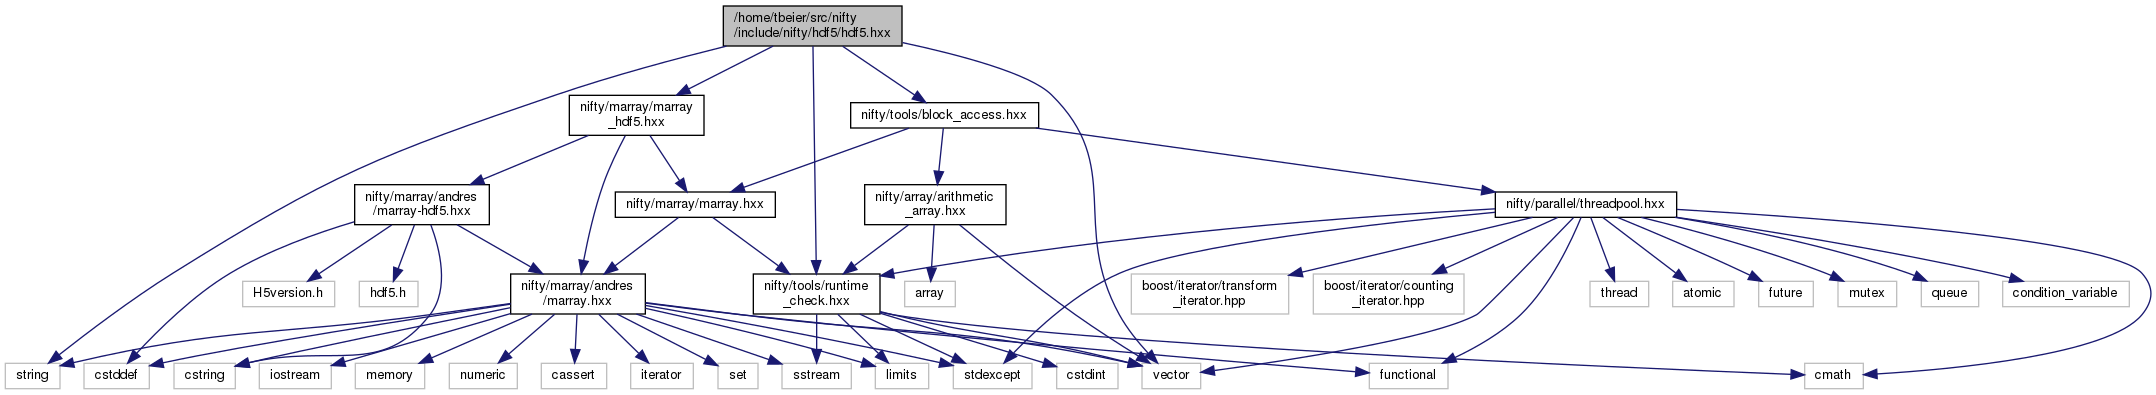 /home/tbeier/src/nifty
/include/nifty/hdf5/hdf5.hxx
nifty/marray/marray
_hdf5.hxx
nifty/tools/block_access.hxx
nifty/marray/andres
/marray-hdf5.hxx
nifty/marray/marray.hxx
nifty/array/arithmetic
_array.hxx
nifty/parallel/threadpool.hxx
H5version.h
hdf5.h
nifty/marray/andres
/marray.hxx
nifty/tools/runtime
_check.hxx
array
boost/iterator/transform
_iterator.hpp
boost/iterator/counting
_iterator.hpp
thread
atomic
future
mutex
queue
condition_variable
string
cstddef
cstring
iostream
memory
numeric
cassert
iterator
set
sstream
limits
stdexcept
cstdint
vector
functional
cmath